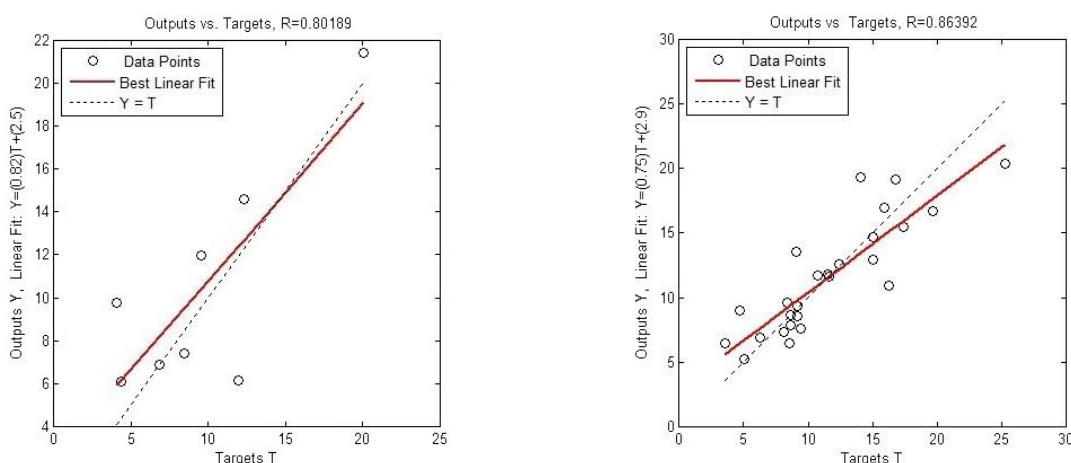 Outputs vs. Targets, R=0.80189
22
20
18
16
14
12
10
8
6
4
Outputs Y, Linear Fit: Y=(0.82)T+(2.5)
Data Points
Best Linear Fit
Y = T
0 5 10 15 20 25
Targets T
Outputs vs Targets, R=0.86392
30
25
20
15
10
5
0
Outputs Y, Linear Fit: Y=(0.75)T+(2.9)
Data Points
Best Linear Fit
Y = T
0 5 10 15 20 25 30
Targets T